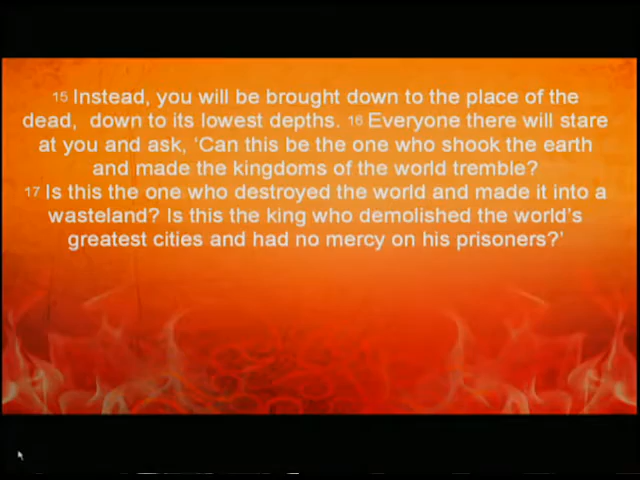 15 Instead, you will be brought down to the place of the
dead, down to its lowest depths. 16 Everyone there will stare
at you and ask, ‘Can this be the one who shook the earth
and made the kingdoms of the world tremble?
17 Is this the one who destroyed the world and made it into a
wasteland? Is this the king who demolished the world’s
greatest cities and had no mercy on his prisoners?’